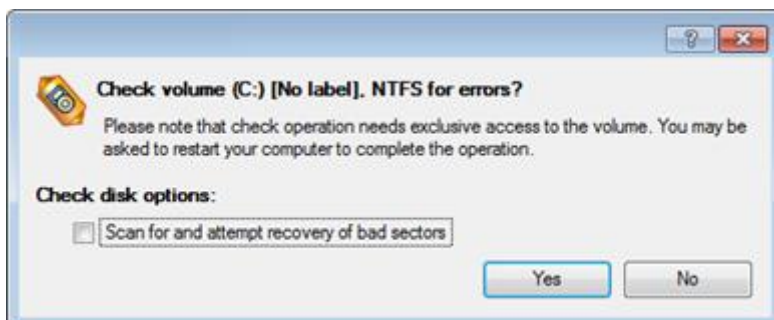 Check volume (C:) [No label], NTFS for errors?
Please note that check operation needs exclusive access to the volume. You may be
asked to restart your computer to complete the operation.
Check disk options:
Scan for and attempt recovery of bad sectors
Yes No